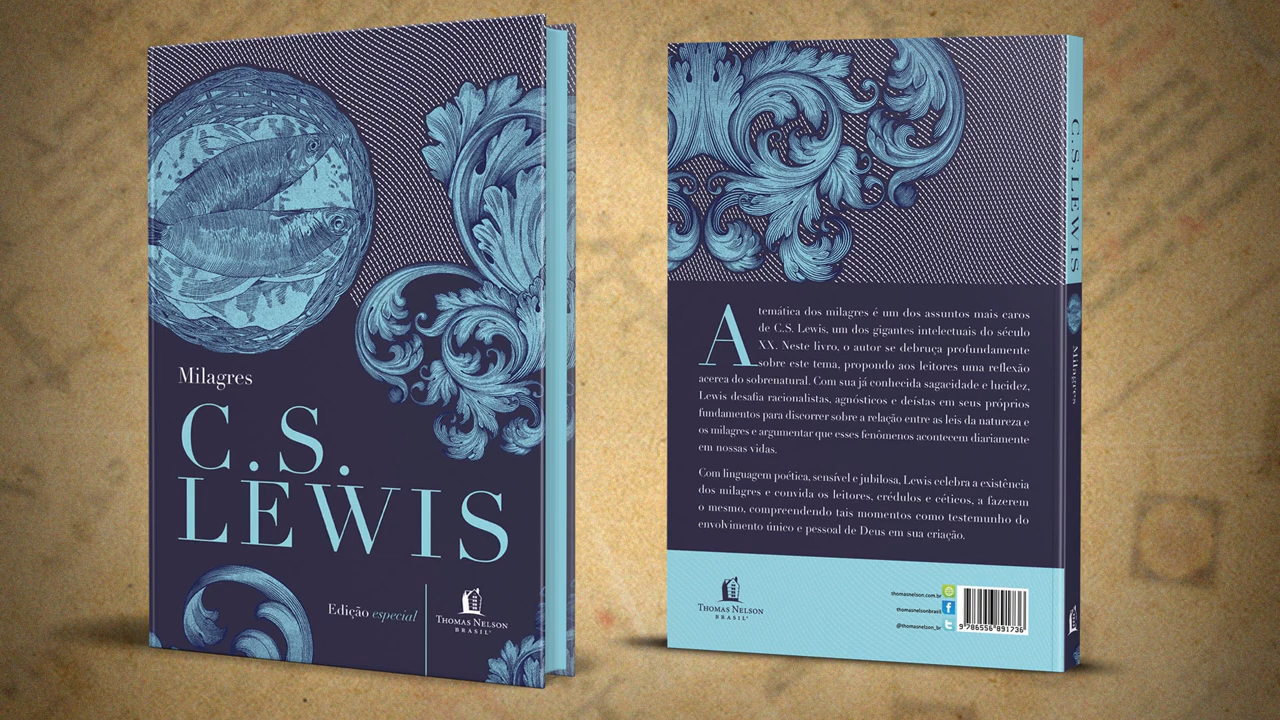 Milagres
C.S.
LEWIS
Edição especial
THOMAS NELSON
BRASIL®
A temática dos milagres é um dos assuntos mais caros
de C.S. Lewis, um dos gigantes intelectuais do século
XX. Neste livro, o autor se debruça profundamente
sobre este tema, propondo aos leitores uma reflexão
acerca do sobrenatural. Com sua já conhecida sagacidade e lucidez,
Lewis desafia racionalistas, agnósticos e deístas em seus próprios
fundamentos para discorrer sobre a relação entre as leis da natureza e
os milagres e argumentar que esses fenômenos acontecem diariamente
em nossas vidas.
Com linguagem poética, sensível e jubilosa, Lewis celebra a existência
dos milagres e convida os leitores, crédulos e céticos, a fazerem
o mesmo, compreendendo tais momentos como testemunho do
envolvimento único e pessoal de Deus em sua criação.
THOMAS NELSON
BRASIL®
thomasnelson.com.br
thomasnelsonbrasil
@thomasnelson_br
9 786556 891736
C.S.LEWIS
Milagres